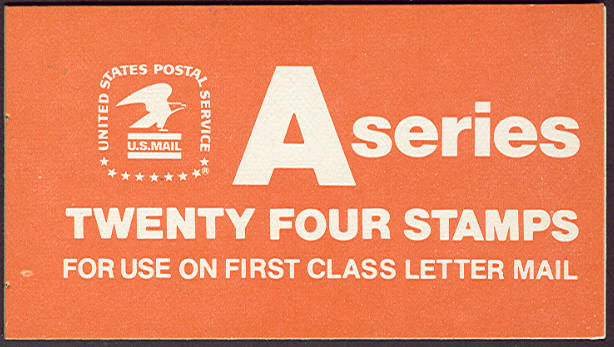 UNITED STATES POSTAL SERVICE
U.S.MAIL
®
A series
TWENTY FOUR STAMPS
FOR USE ON FIRST CLASS LETTER MAIL